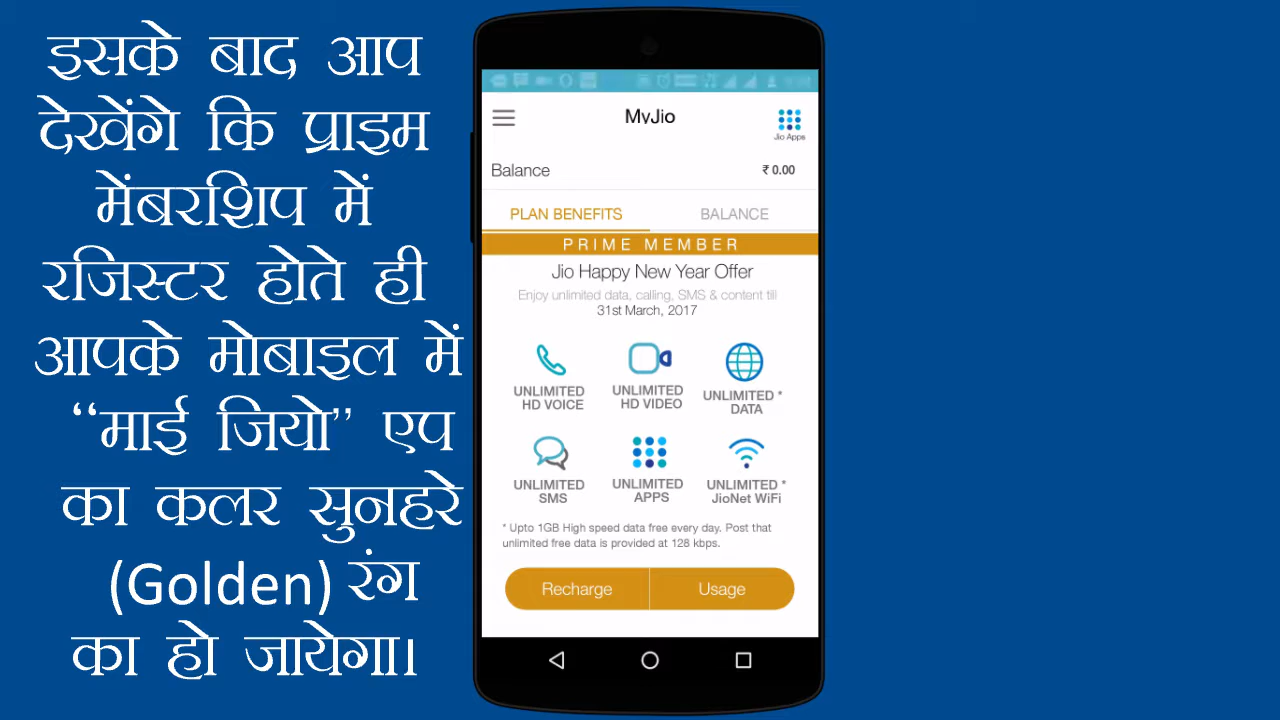 इसके बाद आप
देखेंगे कि प्राइम
मेंबरशिप में
रजिस्टर होते ही
आपके मोबाइल में
“माई जियो” एप
का कलर सुनहरे
(Golden) रंग
का हो जायेगा।
MyJio
Jio Apps
Balance
₹ 0.00
PLAN BENEFITS
BALANCE
PRIME MEMBER
Jio Happy New Year Offer
Enjoy unlimited data, calling, SMS & content till
31st March, 2017
UNLIMITED
HD VOICE
UNLIMITED
HD VIDEO
UNLIMITED *
DATA
UNLIMITED
SMS
UNLIMITED
APPS
UNLIMITED *
JioNet WiFi
* Upto 1GB High speed data free every day. Post that
unlimited free data is provided at 128 kbps.
Recharge
Usage